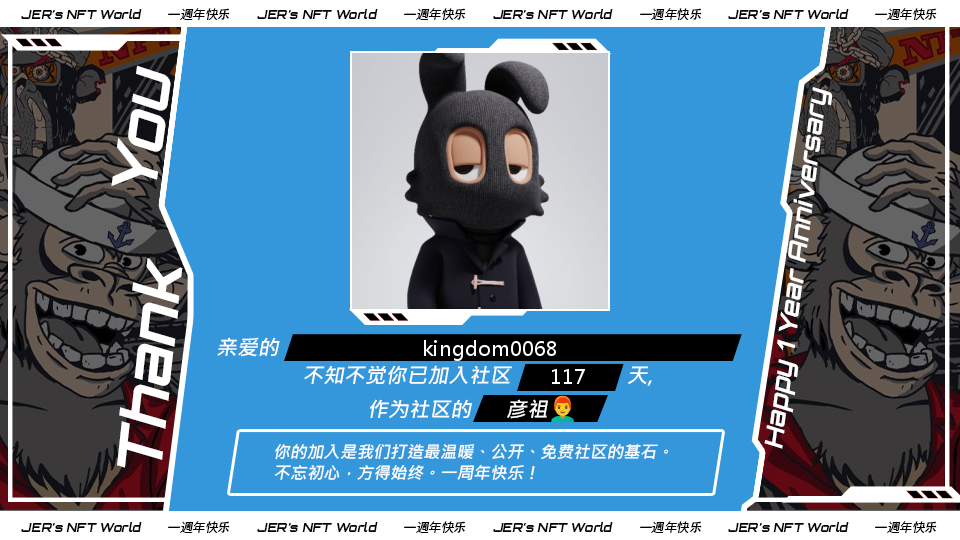 JER's NFT World 一週年快乐 JER's NFT World 一週年快乐 JER's NFT World 一週年快乐 JER's NFT World 一週年快乐
Thank You
亲爱的 kingdom0068
不知不觉你已加入社区 117 天,
作为社区的 彦祖👨‍🦰
你的加入是我们打造最温暖、公开、免费社区的基石。
不忘初心，方得始终。一周年快乐！
Happy 1 Year Anniversary
JER's NFT World 一週年快乐 JER's NFT World 一週年快乐 JER's NFT World 一週年快乐 JER's NFT World 一週年快乐